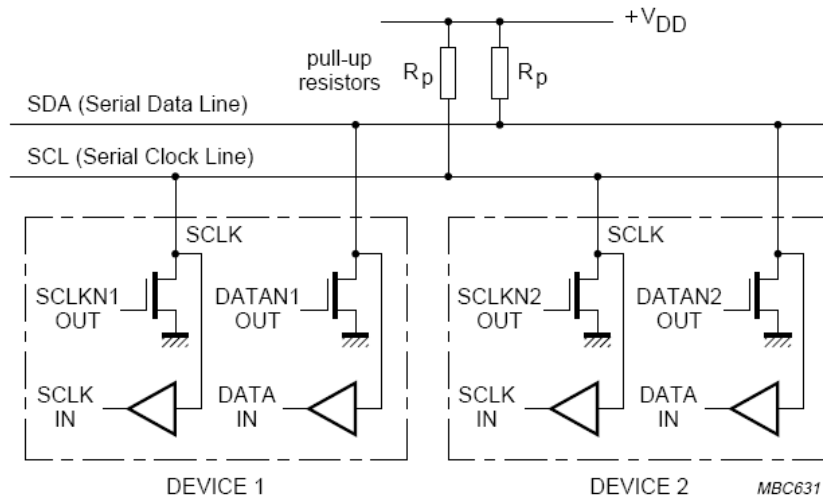 +VDD
pull-up
resistors
Rp
Rp
SDA (Serial Data Line)
SCL (Serial Clock Line)
SCLK
SCLKN1
OUT
DATAN1
OUT
SCLK
IN
DATA
IN
SCLK
SCLKN2
OUT
DATAN2
OUT
SCLK
IN
DATA
IN
DEVICE 1
DEVICE 2
MBC631